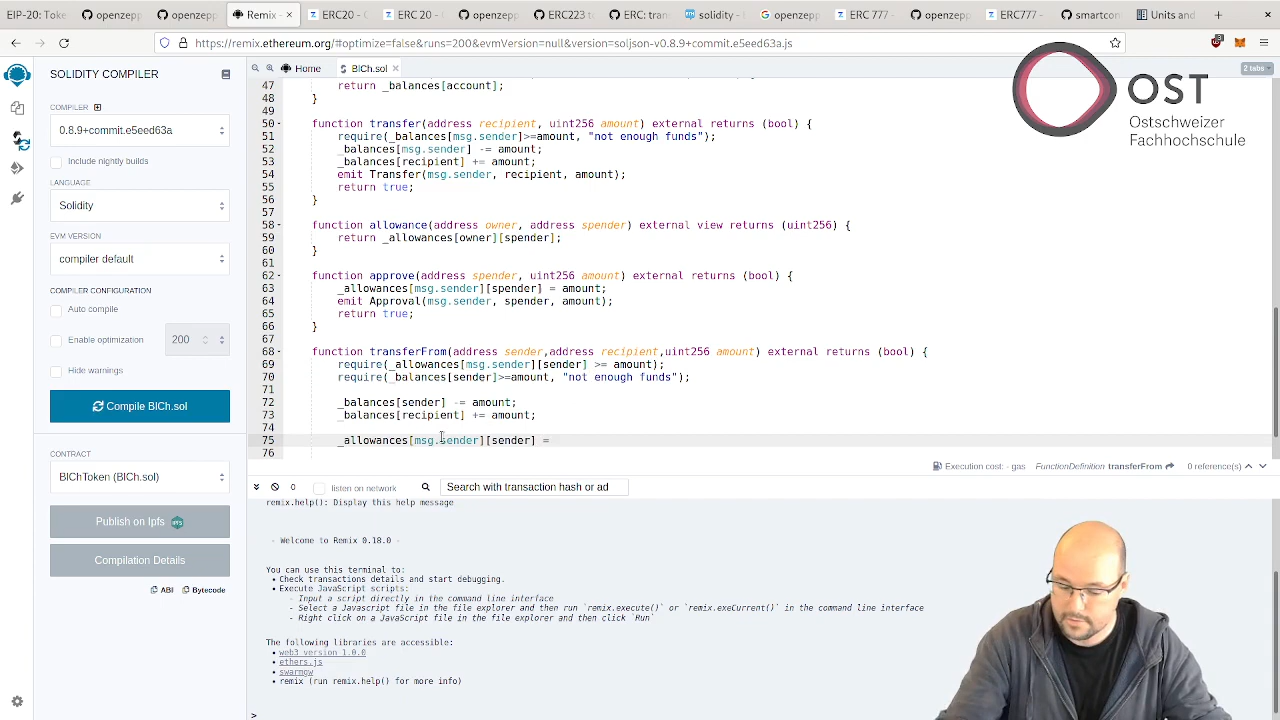 EIP-20 Token
openzepp
openzepp
Remix -
ERC20 -
ERC 20 -
openzepp
ERC223 to
ERC: tran
solidity -
openzepp
ERC 777
openzepp
ERC777 -
smartcon
Units and
https://remix.ethereum.org/#optimize=false&runs=200&evmVersion=null&version=soljson-v0.8.9+commit.e5eed63a.js
3
SOLIDITY COMPILER
Home
BICh.sol
2 tabs
COMPILER
0.8.9+commit.e5eed63a
Include nightly builds
LANGUAGE
Solidity
EVM VERSION
compiler default
COMPILER CONFIGURATION
Auto compile
Enable optimization
200
Hide warnings
Compile BICh.sol
CONTRACT
BIChToken (BICh.sol)
Publish on Ipfs
IPFS
Compilation Details
ABI
Bytecode
47 return _balances[account];
48 }
49
50 function transfer(address recipient, uint256 amount) external returns (bool) {
51 require(_balances[msg.sender]>=amount, "not enough funds");
52 _balances[msg.sender] -= amount;
53 _balances[recipient] += amount;
54 emit Transfer(msg.sender, recipient, amount);
55 return true;
56 }
57
58 function allowance(address owner, address spender) external view returns (uint256) {
59 return _allowances[owner][spender];
60 }
61
62 function approve(address spender, uint256 amount) external returns (bool) {
63 _allowances[msg.sender][spender] = amount;
64 emit Approval(msg.sender, spender, amount);
65 return true;
66 }
67
68 function transferFrom(address sender,address recipient,uint256 amount) external returns (bool) {
69 require(_allowances[msg.sender][sender] >= amount);
70 require(_balances[sender]>=amount, "not enough funds");
71
72 _balances[sender] -= amount;
73 _balances[recipient] += amount;
74
75 _allowances[msg.sender][sender] =
76
OST
Ostschweizer
Fachhochschule
Execution cost: - gas FunctionDefinition transferFrom 0 reference(s)
0
listen on network
Search with transaction hash or ad
remix.help(): Display this help message
- Welcome to Remix 0.18.0 -
You can use this terminal to:
• Check transactions details and start debugging.
• Execute JavaScript scripts:
- Input a script directly in the command line interface
- Select a Javascript file in the file explorer and then run `remix.execute()` or `remix.exeCurrent()` in the command line interface
- Right click on a JavaScript file in the file explorer and then click `Run`
The following libraries are accessible:
• web3 version 1.0.0
• ethers.js
• swarmgw
• remix (run remix.help() for more info)
>